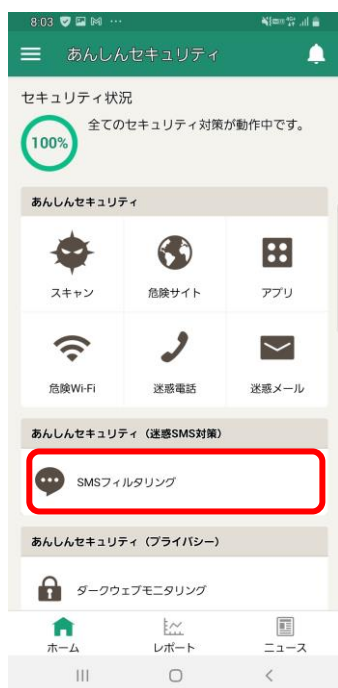 8:03
あんしんセキュリティ
セキュリティ状況
100%
全てのセキュリティ対策が動作中です。
あんしんセキュリティ
スキャン 危険サイト アプリ
危険Wi-Fi 迷惑電話 迷惑メール
あんしんセキュリティ（迷惑SMS対策）
SMSフィルタリング
あんしんセキュリティ（プライバシー）
ダークウェブモニタリング
ホーム レポート ニュース